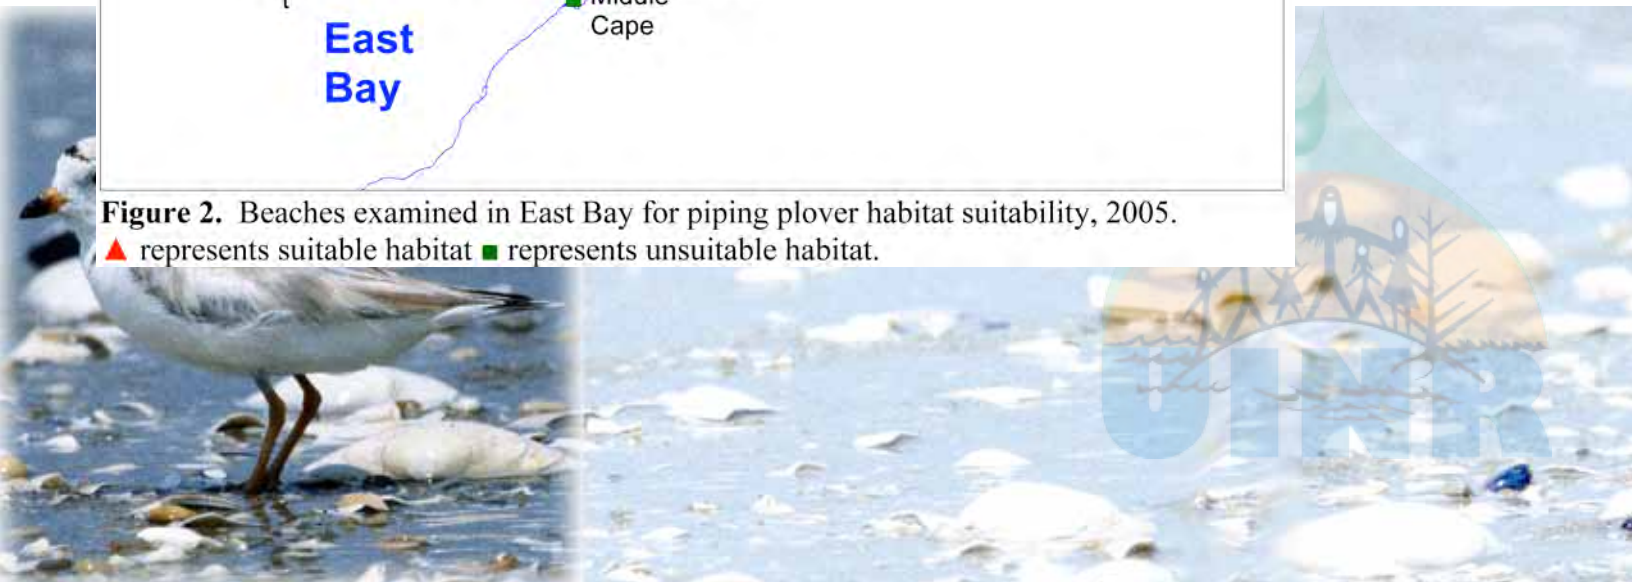 Cape
East
Bay
Figure 2. Beaches examined in East Bay for piping plover habitat suitability, 2005.
▲ represents suitable habitat ■ represents unsuitable habitat.
UINR